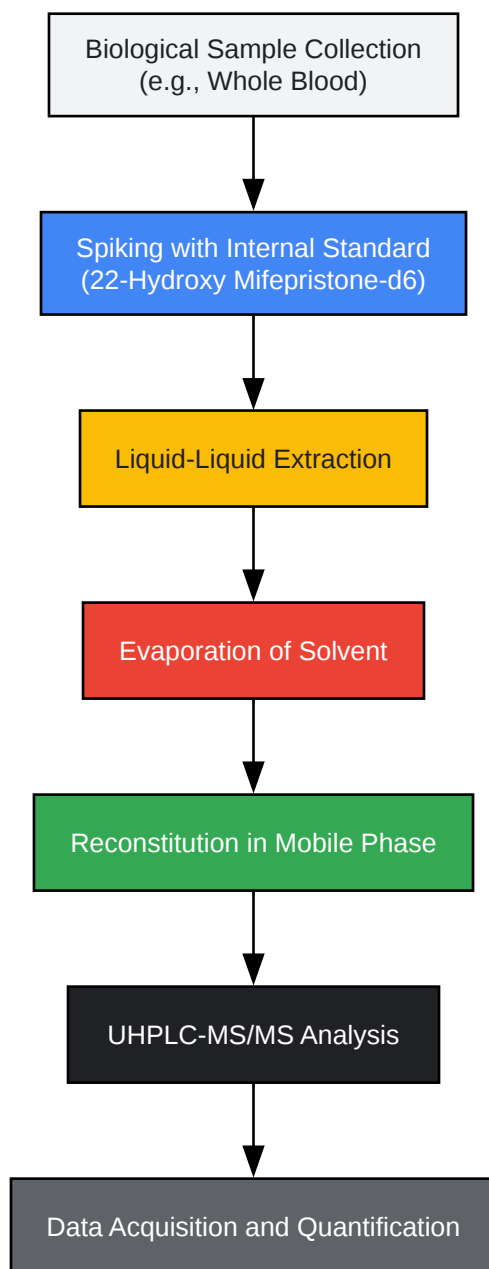 Biological Sample Collection
(e.g., Whole Blood)
Spiking with Internal Standard
(22-Hydroxy Mifepristone-d6)
Liquid-Liquid Extraction
Evaporation of Solvent
Reconstitution in Mobile Phase
UHPLC-MS/MS Analysis
Data Acquisition and Quantification